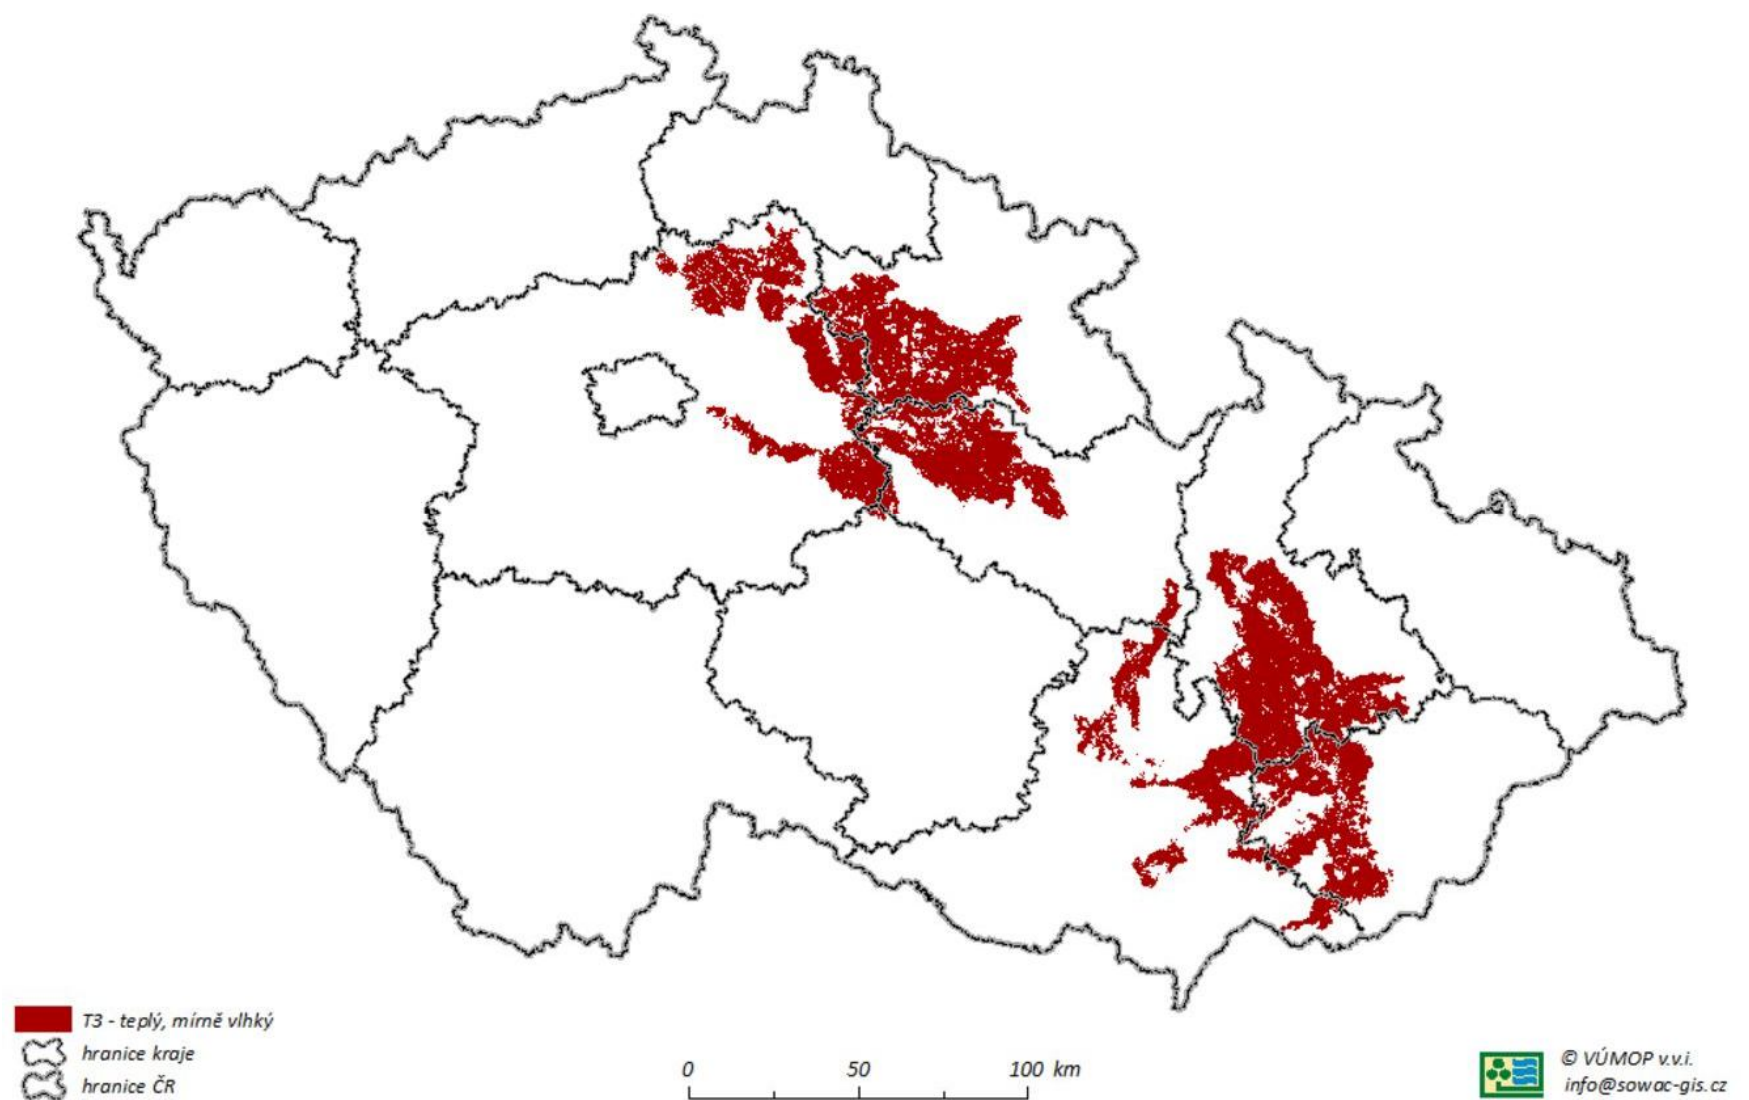 T3 - teplý, mírně vlhký
hranice kraje
hranice ČR
0 50 100 km
© VÚMOP v.v.i.
info@sowac-gis.cz